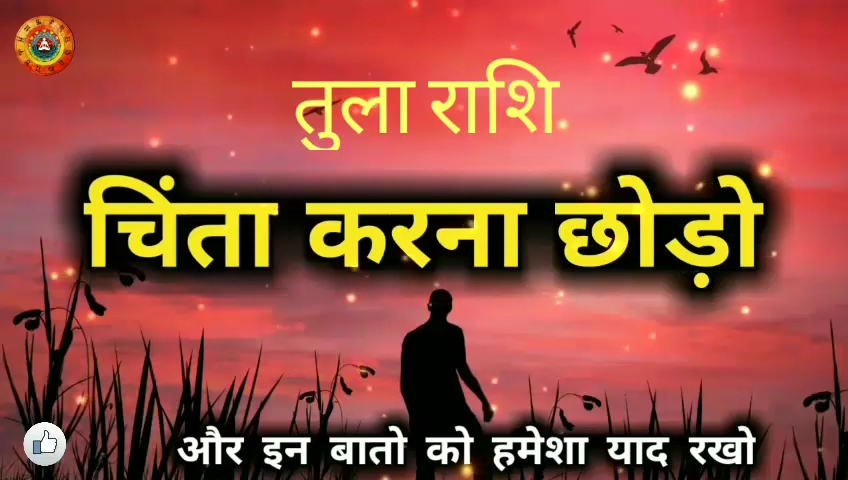 तुला राशि
चिंता करना छोड़ो
और इन बातो को हमेशा याद रखो